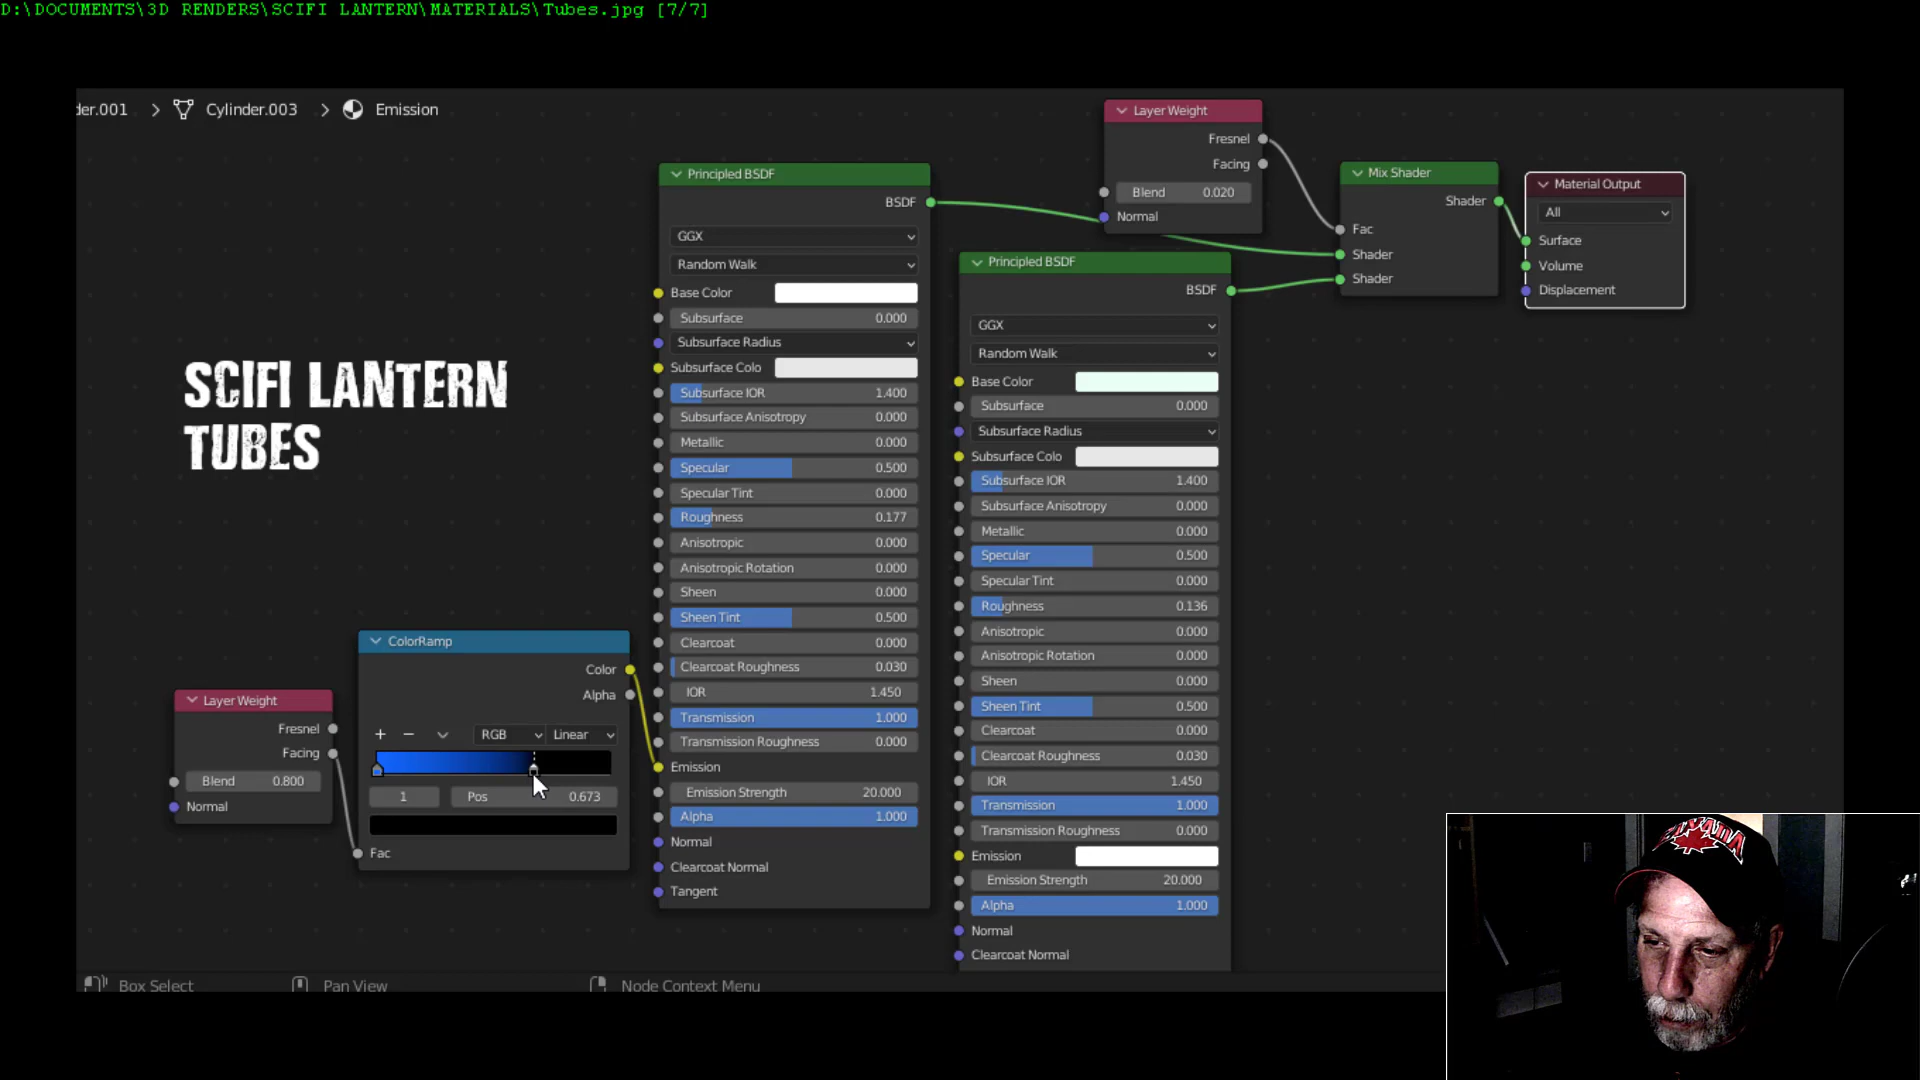 D:\DOCUMENTS\3D RENDERS\SCIFI LANTERN\MATERIALS\Tubes.jpg [7/7]
der.001 > Cylinder.003 > Emission
SCIFI LANTERN
TUBES
Layer Weight
Fresnel
Facing
Blend 0.800
Normal
ColorRamp
Color
Alpha
+ − RGB Linear
1 Pos 0.673
Fac
Principled BSDF
BSDF
GGX
Random Walk
Base Color
Subsurface 0.000
Subsurface Radius
Subsurface Colo
Subsurface IOR 1.400
Subsurface Anisotropy 0.000
Metallic 0.000
Specular 0.500
Specular Tint 0.000
Roughness 0.177
Anisotropic 0.000
Anisotropic Rotation 0.000
Sheen 0.000
Sheen Tint 0.500
Clearcoat 0.000
Clearcoat Roughness 0.030
IOR 1.450
Transmission 1.000
Transmission Roughness 0.000
Emission
Emission Strength 20.000
Alpha 1.000
Normal
Clearcoat Normal
Tangent
Layer Weight
Fresnel
Facing
Blend 0.020
Normal
Principled BSDF
BSDF
GGX
Random Walk
Base Color
Subsurface 0.000
Subsurface Radius
Subsurface Colo
Subsurface IOR 1.400
Subsurface Anisotropy 0.000
Metallic 0.000
Specular 0.500
Specular Tint 0.000
Roughness 0.136
Anisotropic 0.000
Anisotropic Rotation 0.000
Sheen 0.000
Sheen Tint 0.500
Clearcoat 0.000
Clearcoat Roughness 0.030
IOR 1.450
Transmission 1.000
Transmission Roughness 0.000
Emission
Emission Strength 20.000
Alpha 1.000
Normal
Clearcoat Normal
Mix Shader
Shader
Fac
Shader
Shader
Material Output
All
Surface
Volume
Displacement
Box Select Pan View Node Context Menu
CANADA